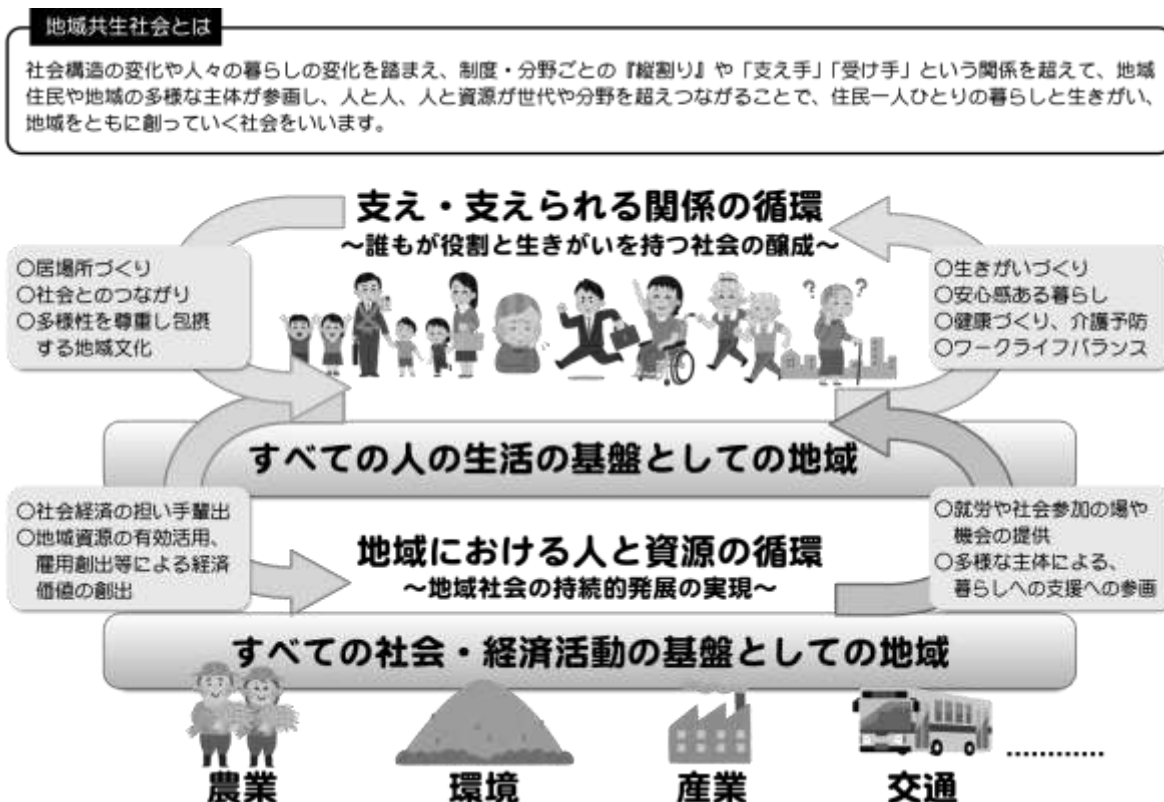 地域共生社会とは
社会構造の変化や人々の暮らしの変化を踏まえ、制度・分野ごとの『縦割り』や「支え手」「受け手」という関係を超えて、地域
住民や地域の多様な主体が参画し、人と人、人と資源が世代や分野を超えつながることで、住民一人ひとりの暮らしと生きがい、
地域をともに創っていく社会をいいます。
支え・支えられる関係の循環
～誰もが役割と生きがいを持つ社会の醸成～
○居場所づくり
○社会とのつながり
○多様性を尊重し包摂
する地域文化
○生きがいづくり
○安心感ある暮らし
○健康づくり、介護予防
○ワークライフバランス
? ?
すべての人の生活の基盤としての地域
○社会経済の担い手輩出
○地域資源の有効活用、
雇用創出等による経済
価値の創出
地域における人と資源の循環
～地域社会の持続的発展の実現～
○就労や社会参加の場や
機会の提供
○多様な主体による、
暮らしへの支援への参画
すべての社会・経済活動の基盤としての地域
農業
環境
産業
交通
…………